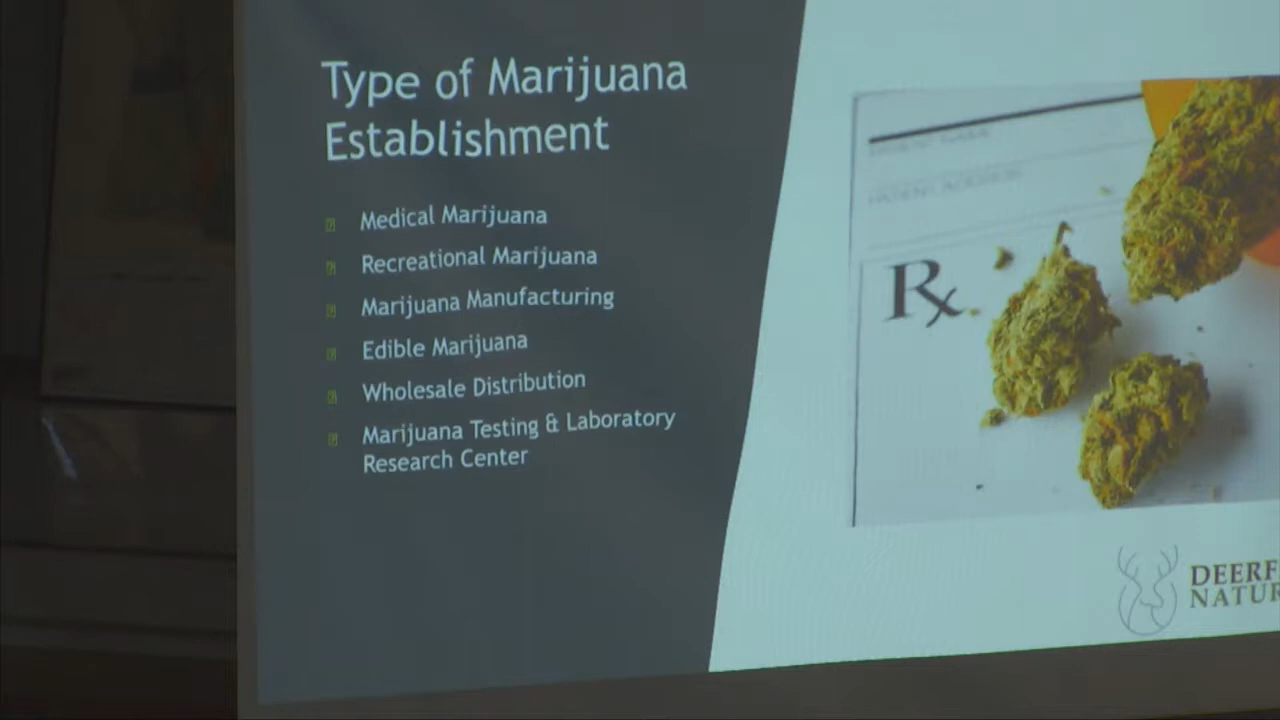 Type of Marijuana
Establishment
Medical Marijuana
Recreational Marijuana
Marijuana Manufacturing
Edible Marijuana
Wholesale Distribution
Marijuana Testing & Laboratory
Research Center
Rx
DEERF
NATUR